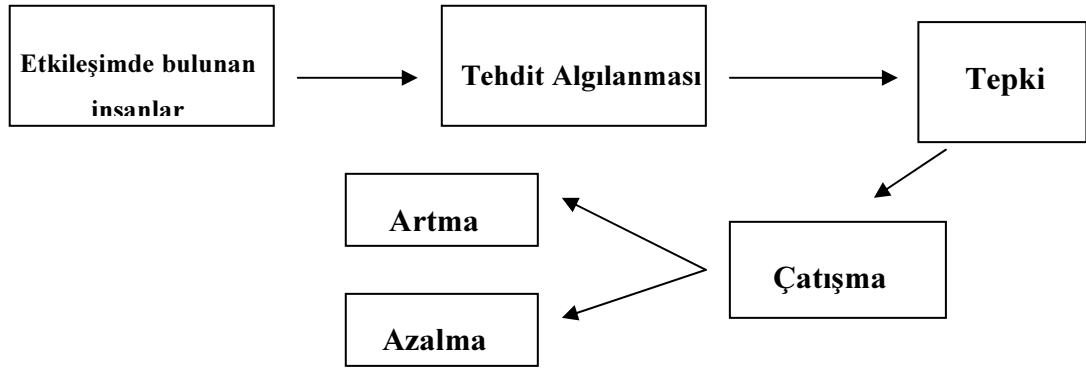 Etkileşimde bulunan
insanlar
Tehdit Algılanması
Tepki
Artma
Çatışma
Azalma